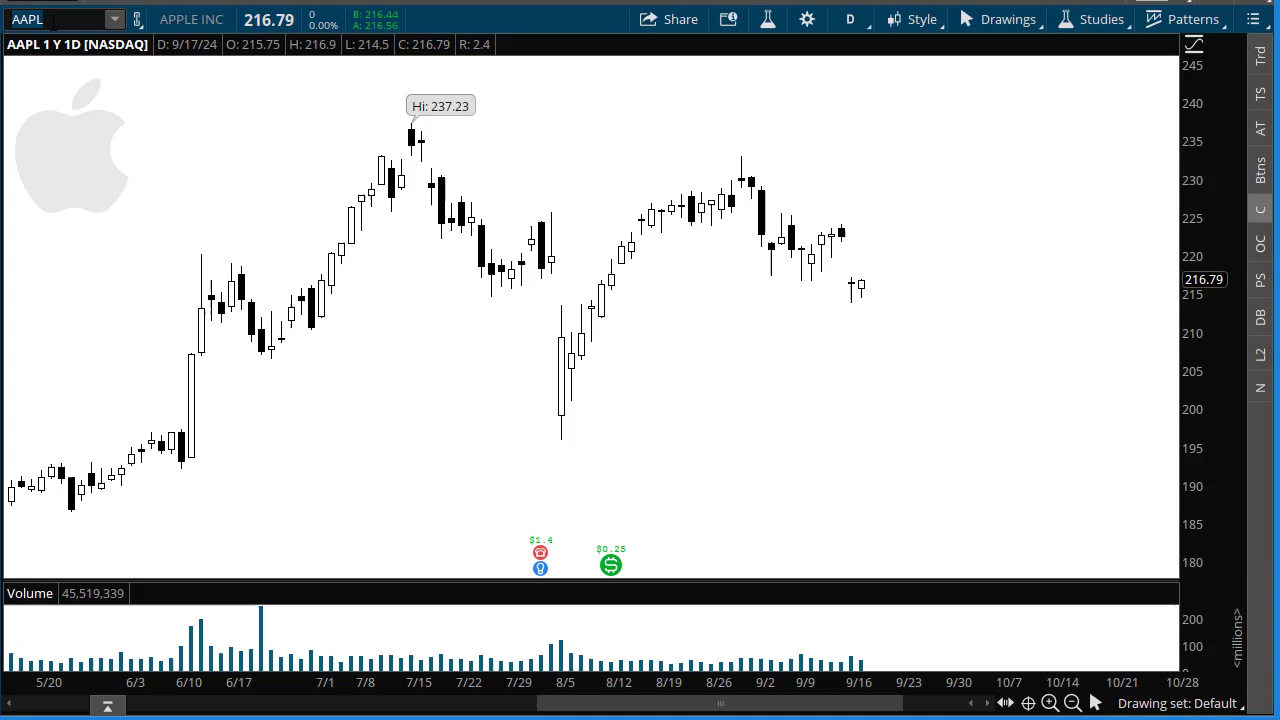 AAPL
APPLE INC
216.79
0
0.00%
B: 216.44
A: 216.56
Share
D
Style
Drawings
Studies
Patterns
AAPL 1 Y 1D [NASDAQ]
D: 9/17/24
O: 215.75
H: 216.9
L: 214.5
C: 216.79
R: 2.4
Hi: 237.23
245
240
235
230
225
220
216.79
215
210
205
200
195
190
185
180
Trd
TS
AT
Btns
C
OC
PS
DB
L2
N
$1.4
$0.25
Volume
45,519,339
200
100
0
<millions>
5/20
6/3
6/10
6/17
7/1
7/8
7/15
7/22
7/29
8/5
8/12
8/19
8/26
9/2
9/9
9/16
9/23
9/30
10/7
10/14
10/21
10/28
Drawing set: Default